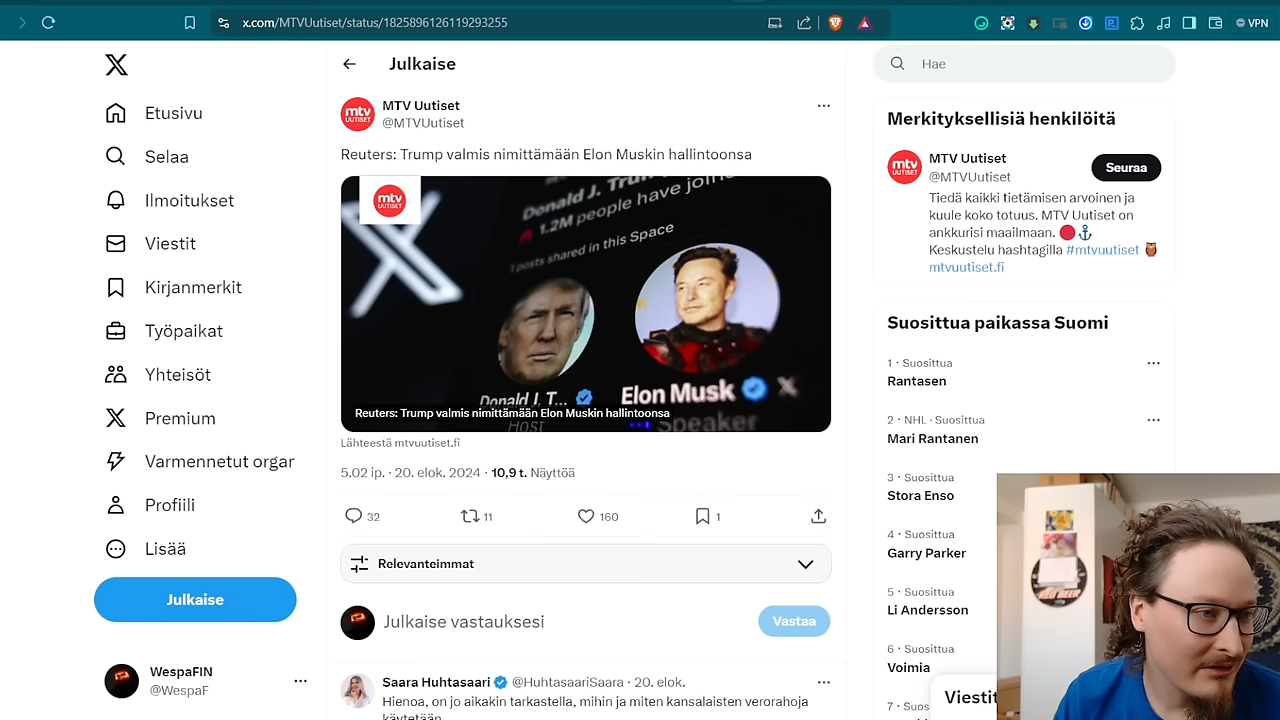 x.com/MTVUutiset/status/1825896126119293255
VPN
Etusivu
Selaa
Ilmoitukset
Viestit
Kirjanmerkit
Työpaikat
Yhteisöt
Premium
Varmennetut orgar
Profiili
Lisää
Julkaise
WespaFIN
@WespaF
Julkaise
MTV Uutiset
@MTVUutiset
Reuters: Trump valmis nimittämään Elon Muskin hallintoonsa
mtv
UUTISET
Donald J. Trum
1.2M people have joine
posts shared in this Space
Donald J. T...
Host
Elon Musk
Speaker
Reuters: Trump valmis nimittämään Elon Muskin hallintoonsa
Lähteestä mtvuutiset.fi
5.02 ip. · 20. elok. 2024 · 10,9 t. Näyttöä
32
11
160
1
Relevanteimmat
Julkaise vastauksesi
Vastaa
Saara Huhtasaari @HuhtasaariSaara · 20. elok.
Hienoa, on jo aikakin tarkastella, mihin ja miten kansalaisten verorahoja
käytetään
Hae
Merkityksellisiä henkilöitä
MTV Uutiset
@MTVUutiset
Seuraa
Tiedä kaikki tietämisen arvoinen ja
kuule koko totuus. MTV Uutiset on
ankkurisi maailmaan. 🔴⚓
Keskustelu hashtagilla #mtvuutiset 🦉
mtvuutiset.fi
Suosittua paikassa Suomi
1 · Suosittua
Rantasen
2 · NHL · Suosittua
Mari Rantanen
3 · Suosittua
Stora Enso
4 · Suosittua
Garry Parker
5 · Suosittua
Li Andersson
6 · Suosittua
Voimia
7 · Suos
Viestit